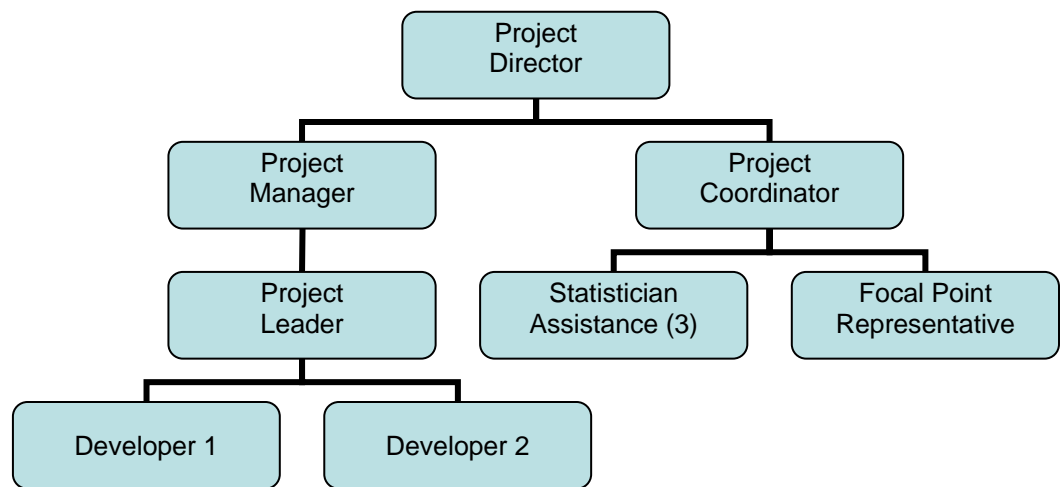 Project
Director
Project
Manager
Project
Coordinator
Project
Leader
Statistician
Assistance (3)
Focal Point
Representative
Developer 1
Developer 2